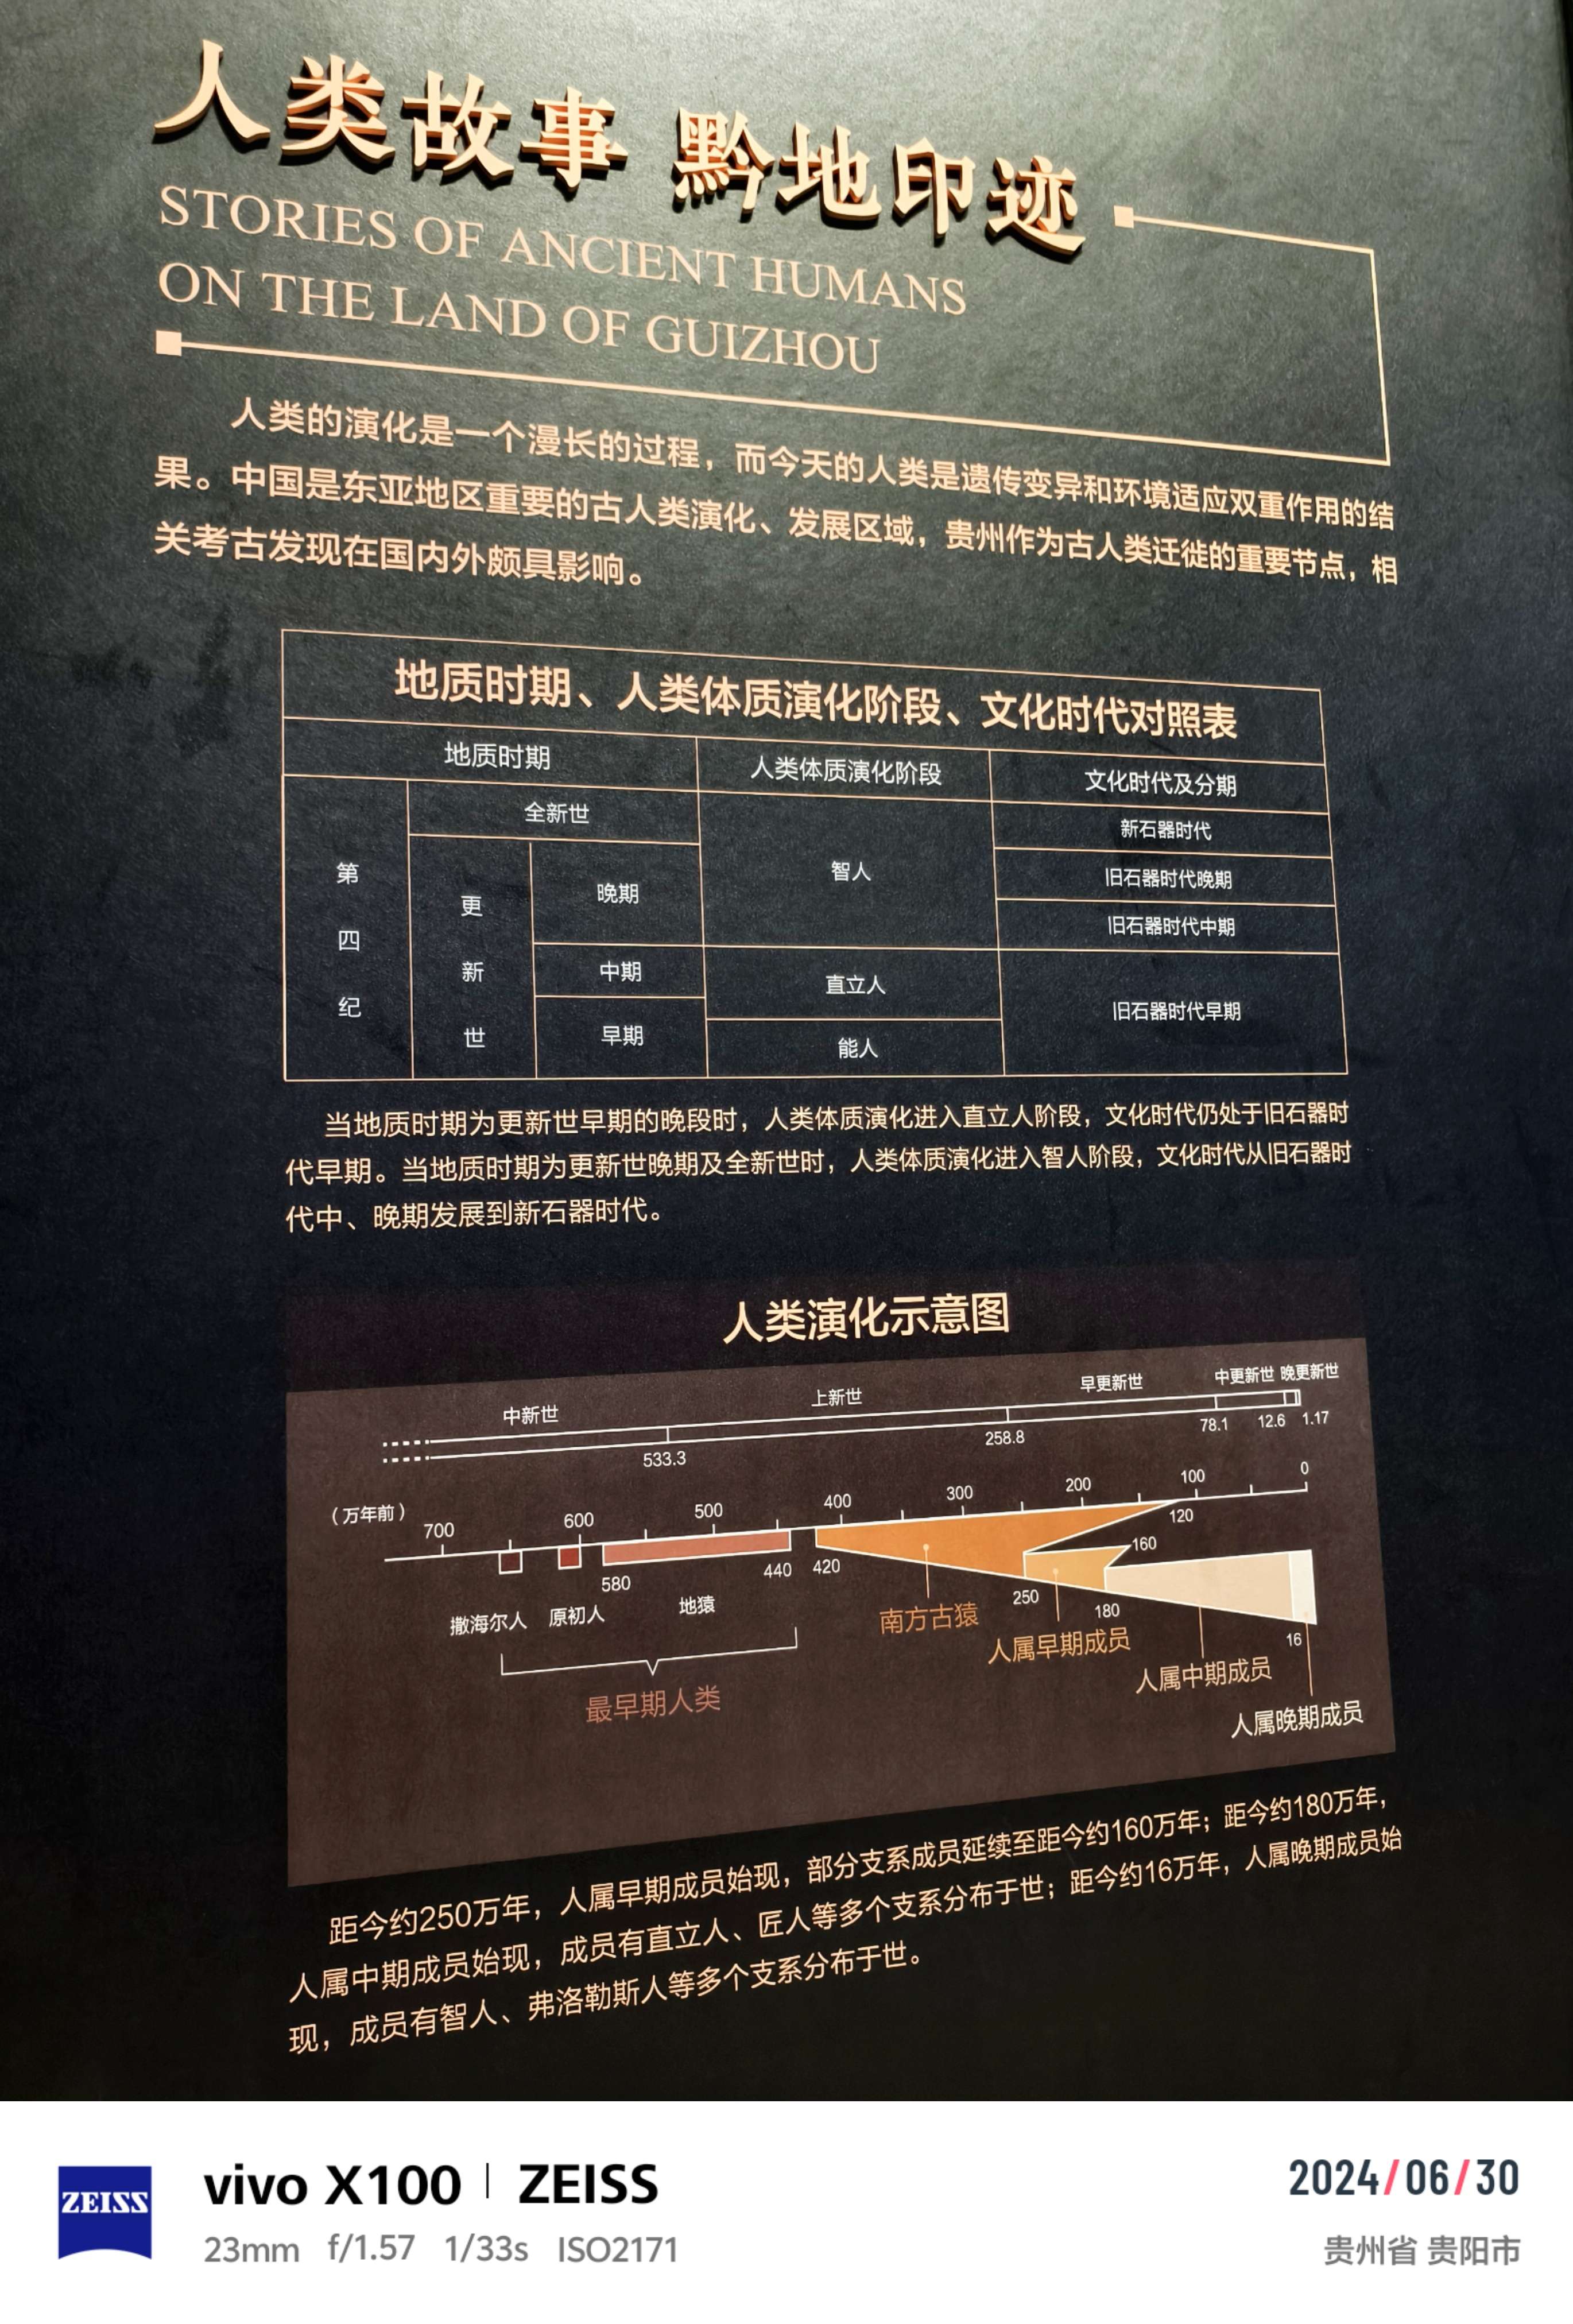 人类故事 黔地印迹
STORIES OF ANCIENT HUMANS
ON THE LAND OF GUIZHOU
人类的演化是一个漫长的过程，而今天的人类是遗传变异和环境适应双重作用的结
果。中国是东亚地区重要的古人类演化、发展区域，贵州作为古人类迁徙的重要节点，相
关考古发现在国内外颇具影响。
地质时期、人类体质演化阶段、文化时代对照表
地质时期 人类体质演化阶段 文化时代及分期
第四纪
全新世
更新世
晚期
中期
早期
智人
直立人
能人
新石器时代
旧石器时代晚期
旧石器时代中期
旧石器时代早期
当地质时期为更新世早期的晚段时，人类体质演化进入直立人阶段，文化时代仍处于旧石器时
代早期。当地质时期为更新世晚期及全新世时，人类体质演化进入智人阶段，文化时代从旧石器时
代中、晚期发展到新石器时代。
人类演化示意图
中新世 上新世 早更新世 中更新世 晚更新世
533.3 258.8 78.1 12.6 1.17
（万年前）
700 600 500 400 300 200 100 0
580 440 420 250 180 160 120 16
撒海尔人 原初人 地猿
最早期人类
南方古猿
人属早期成员
人属中期成员
人属晚期成员
距今约250万年，人属早期成员始现，部分支系成员延续至距今约160万年；距今约180万年，
人属中期成员始现，成员有直立人、匠人等多个支系分布于世；距今约16万年，人属晚期成员始
现，成员有智人、弗洛勒斯人等多个支系分布于世。
ZEISS
vivo X100 | ZEISS
23mm f/1.57 1/33s ISO2171
2024/06/30
贵州省 贵阳市